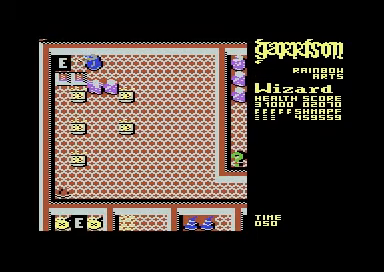 E
Garrison
RAINBOW
ARTS
Wizard
HEALTH SCORE
TIME
050
E